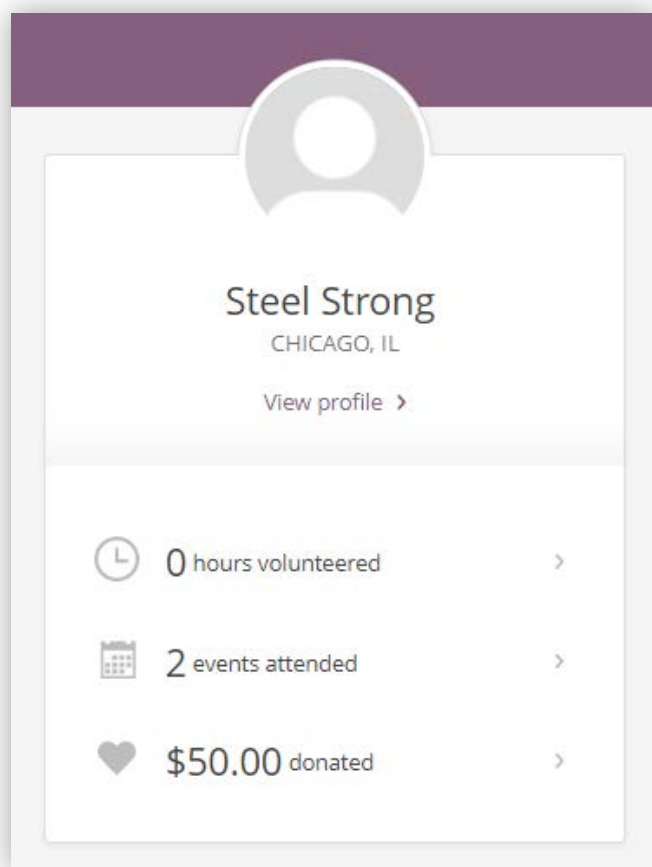 Steel Strong
CHICAGO, IL
View profile
0 hours volunteered
2 events attended
$50.00 donated